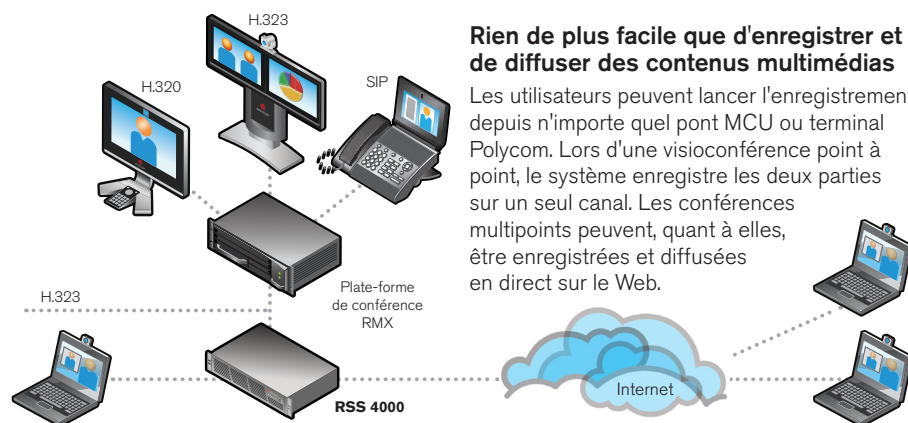 H.323
H.320
SIP
Plate-forme
de conférence
RMX
H.323
RSS 4000
Internet
Rien de plus facile que d'enregistrer et
de diffuser des contenus multimédias
Les utilisateurs peuvent lancer l'enregistrement
depuis n'importe quel pont MCU ou terminal
Polycom. Lors d'une visioconférence point à
point, le système enregistre les deux parties
sur un seul canal. Les conférences
multipoints peuvent, quant à elles,
être enregistrées et diffusées
en direct sur le Web.